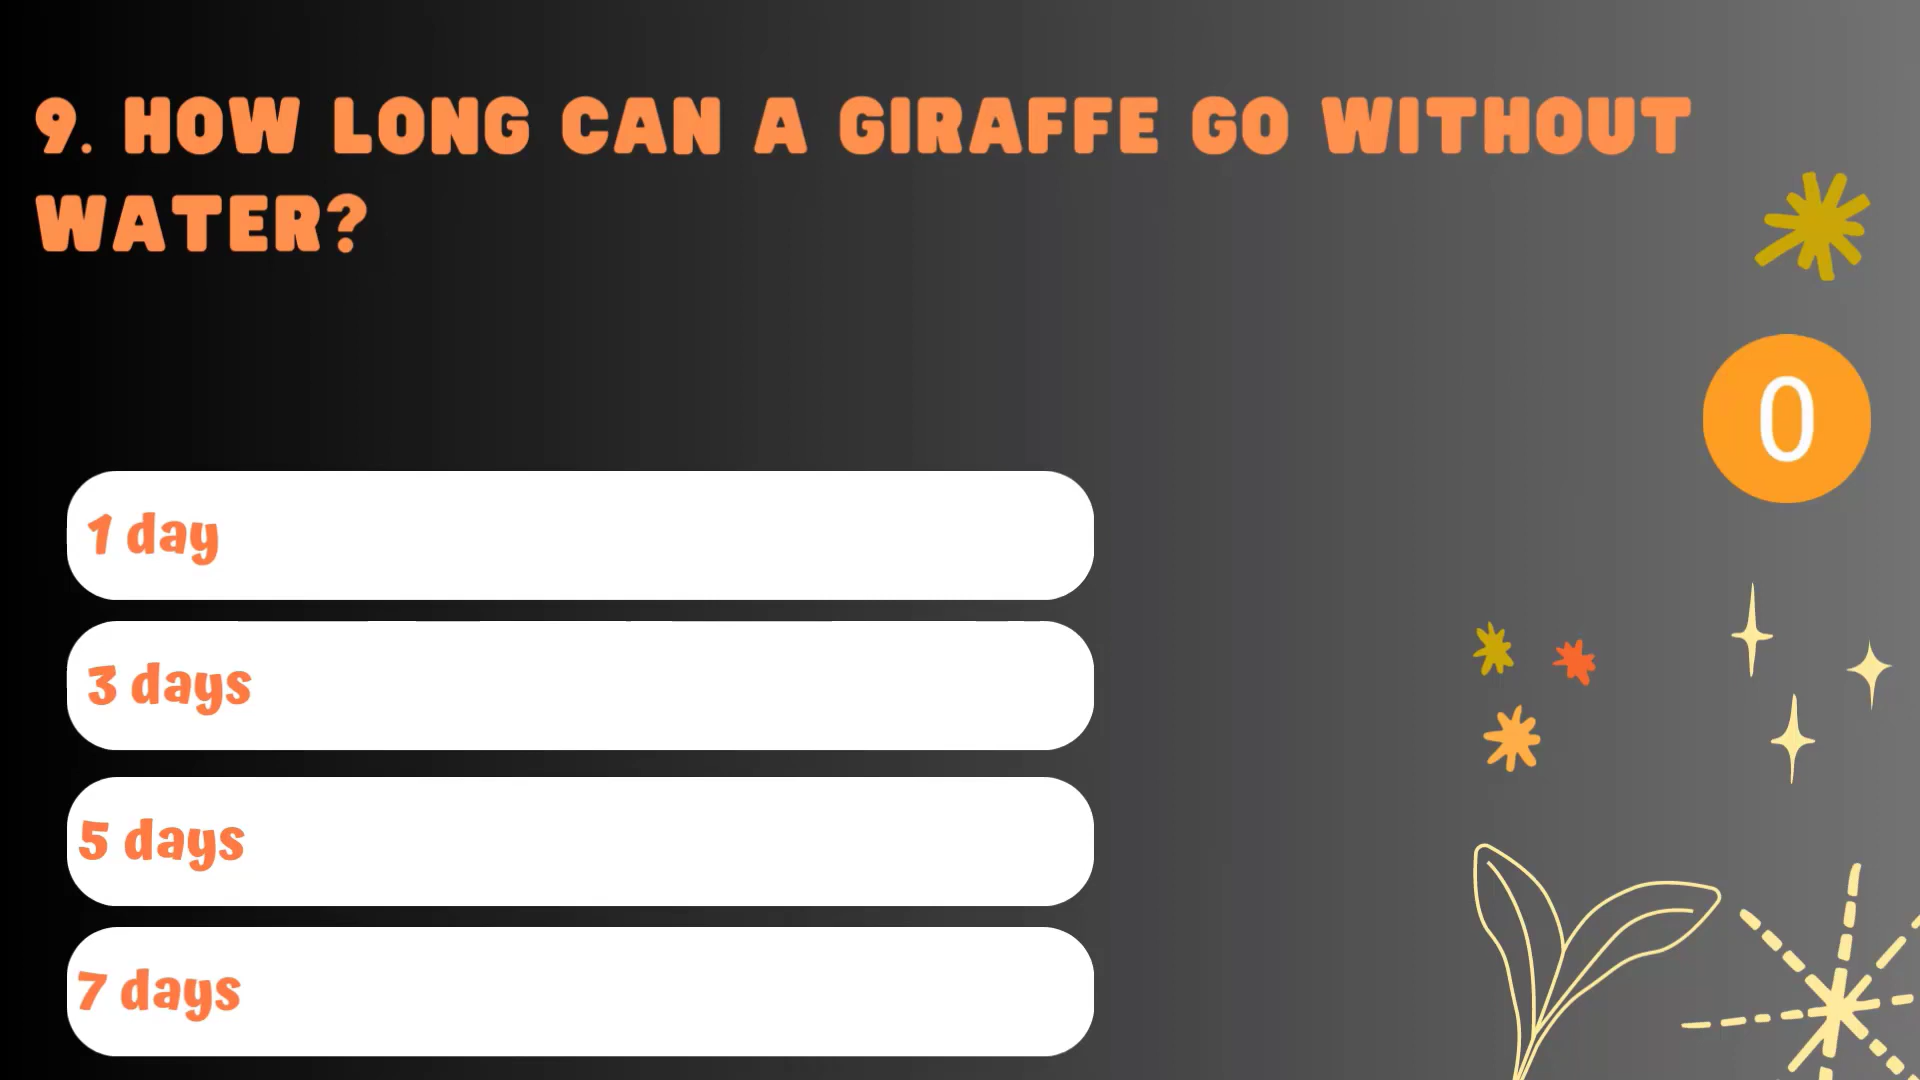 9. HOW LONG CAN A GIRAFFE GO WITHOUT
WATER?
0
1 day
3 days
5 days
7 days